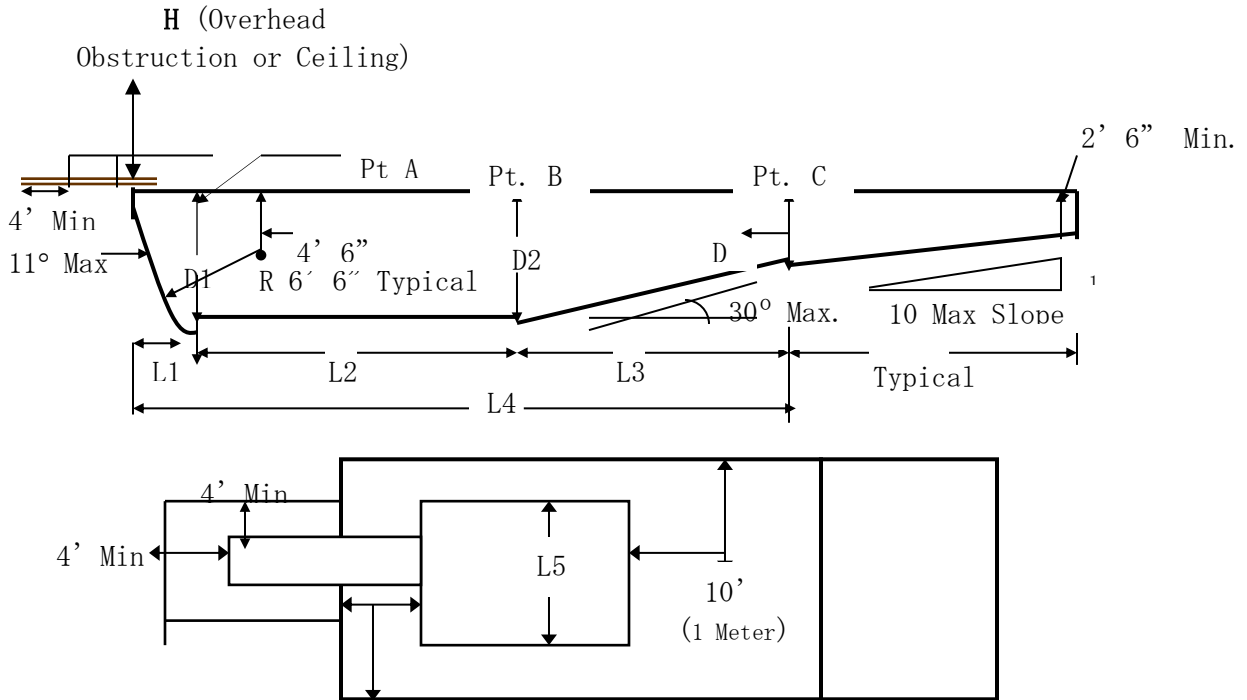 H (Overhead
Obstruction or Ceiling)
2’ 6” Min.
Pt A
Pt. B
Pt. C
4’ Min
11° Max
D1
4’ 6”
R 6′ 6″ Typical
D2
D
30° Max.
1
10 Max Slope
L1
L2
L3
Typical
L4
4’ Min
4’ Min
L5
10’
(1 Meter)